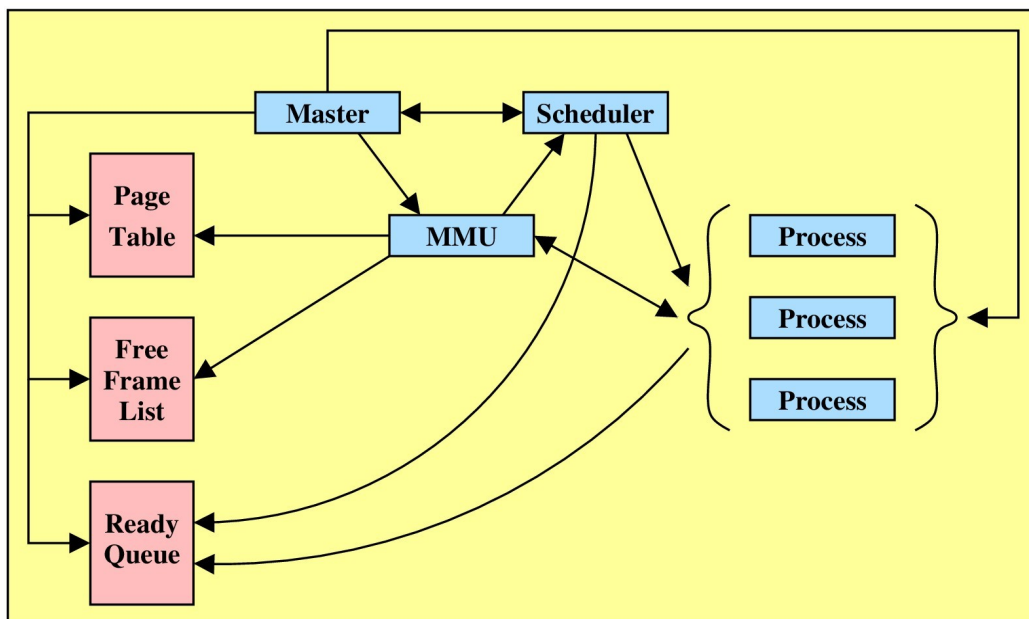 Master
Scheduler
Page
Table
MMU
Process
Process
Process
Free
Frame
List
Ready
Queue